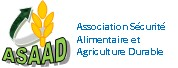 ASAAD
Association Sécurité
Alimentaire et
Agriculture Durable